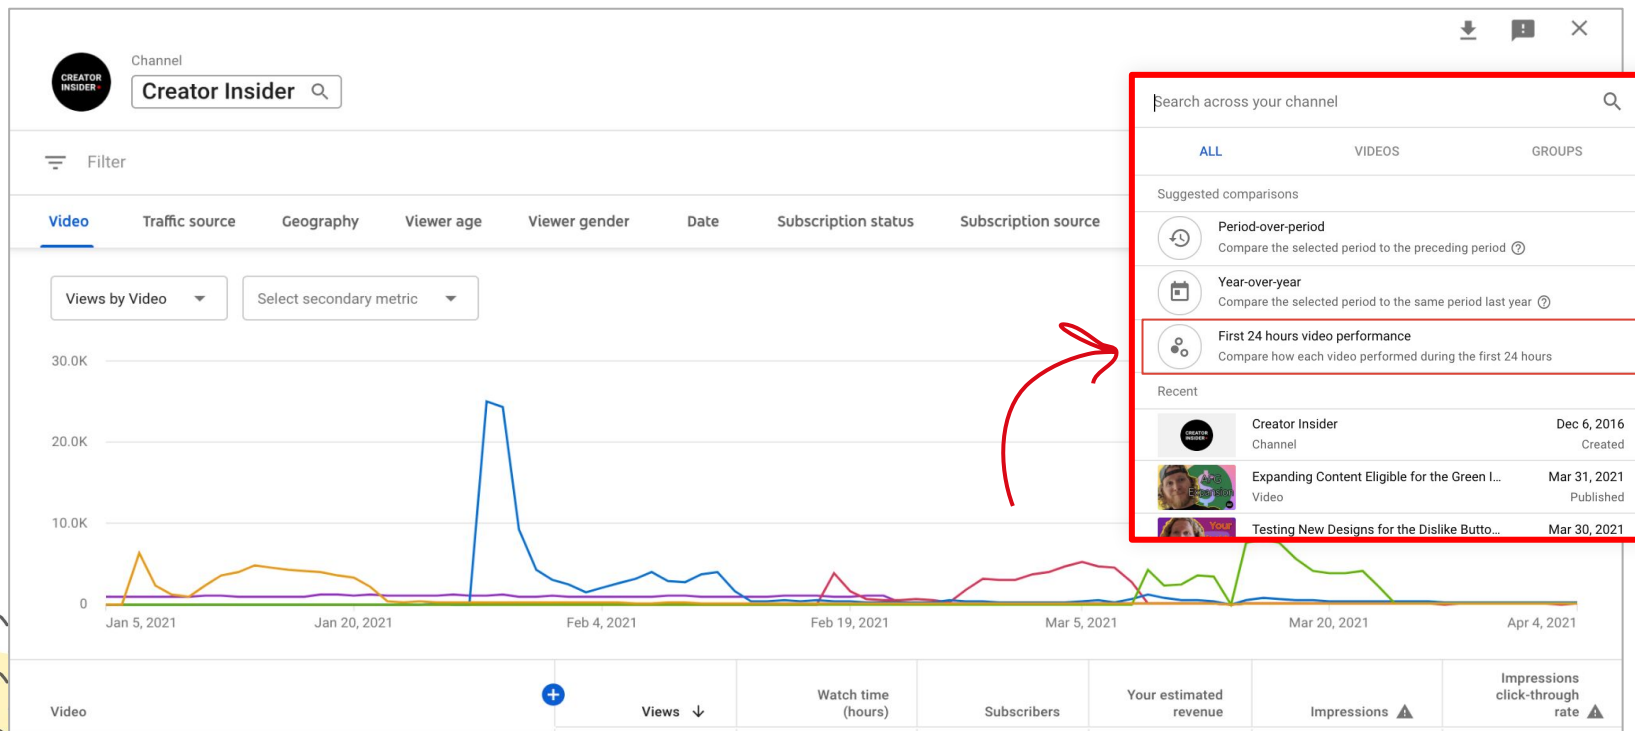 CREATOR
INSIDER
Channel
Creator Insider
Filter
Video Traffic source Geography Viewer age Viewer gender Date Subscription status Subscription source
Views by Video Select secondary metric
30.0K
20.0K
10.0K
0
Jan 5, 2021 Jan 20, 2021 Feb 4, 2021 Feb 19, 2021 Mar 5, 2021 Mar 20, 2021 Apr 4, 2021
Search across your channel
ALL VIDEOS GROUPS
Suggested comparisons
Period-over-period
Compare the selected period to the preceding period
Year-over-year
Compare the selected period to the same period last year
First 24 hours video performance
Compare how each video performed during the first 24 hours
Recent
CREATOR
INSIDER
Creator Insider Dec 6, 2016
Channel Created
Expansion
Expanding Content Eligible for the Green I... Mar 31, 2021
Video Published
Your
Testing New Designs for the Dislike Butto... Mar 30, 2021
Video Views Watch time
(hours) Subscribers Your estimated
revenue Impressions Impressions
click-through
rate